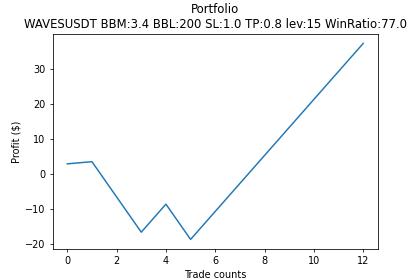 Portfolio
WAVESUSDT BBM:3.4 BBL:200 SL:1.0 TP:0.8 lev:15 WinRatio:77.0
Profit ($)
30
20
10
0
−10
−20
0 2 4 6 8 10 12
Trade counts